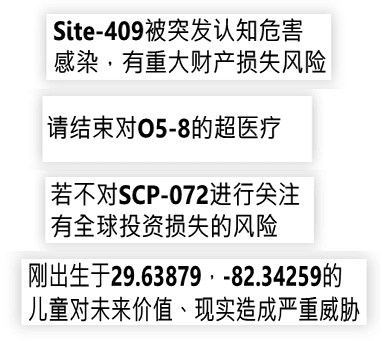 Site-409被突发认知危害
感染，有重大财产损失风险
请结束对O5-8的超医疗
若不对SCP-072进行关注
有全球投资损失的风险
刚出生于29.63879，-82.34259的
儿童对未来价值、现实造成严重威胁